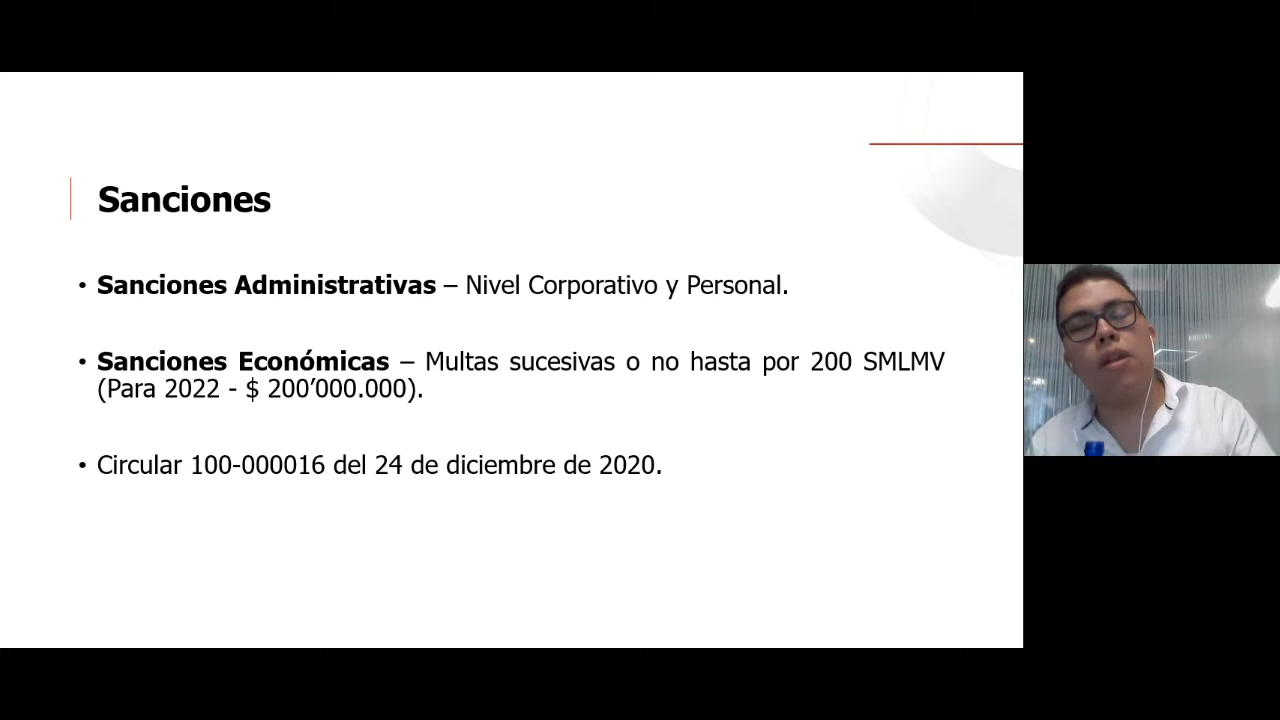 Sanciones
• Sanciones Administrativas – Nivel Corporativo y Personal.
• Sanciones Económicas – Multas sucesivas o no hasta por 200 SMLMV
(Para 2022 - $ 200’000.000).
• Circular 100-000016 del 24 de diciembre de 2020.